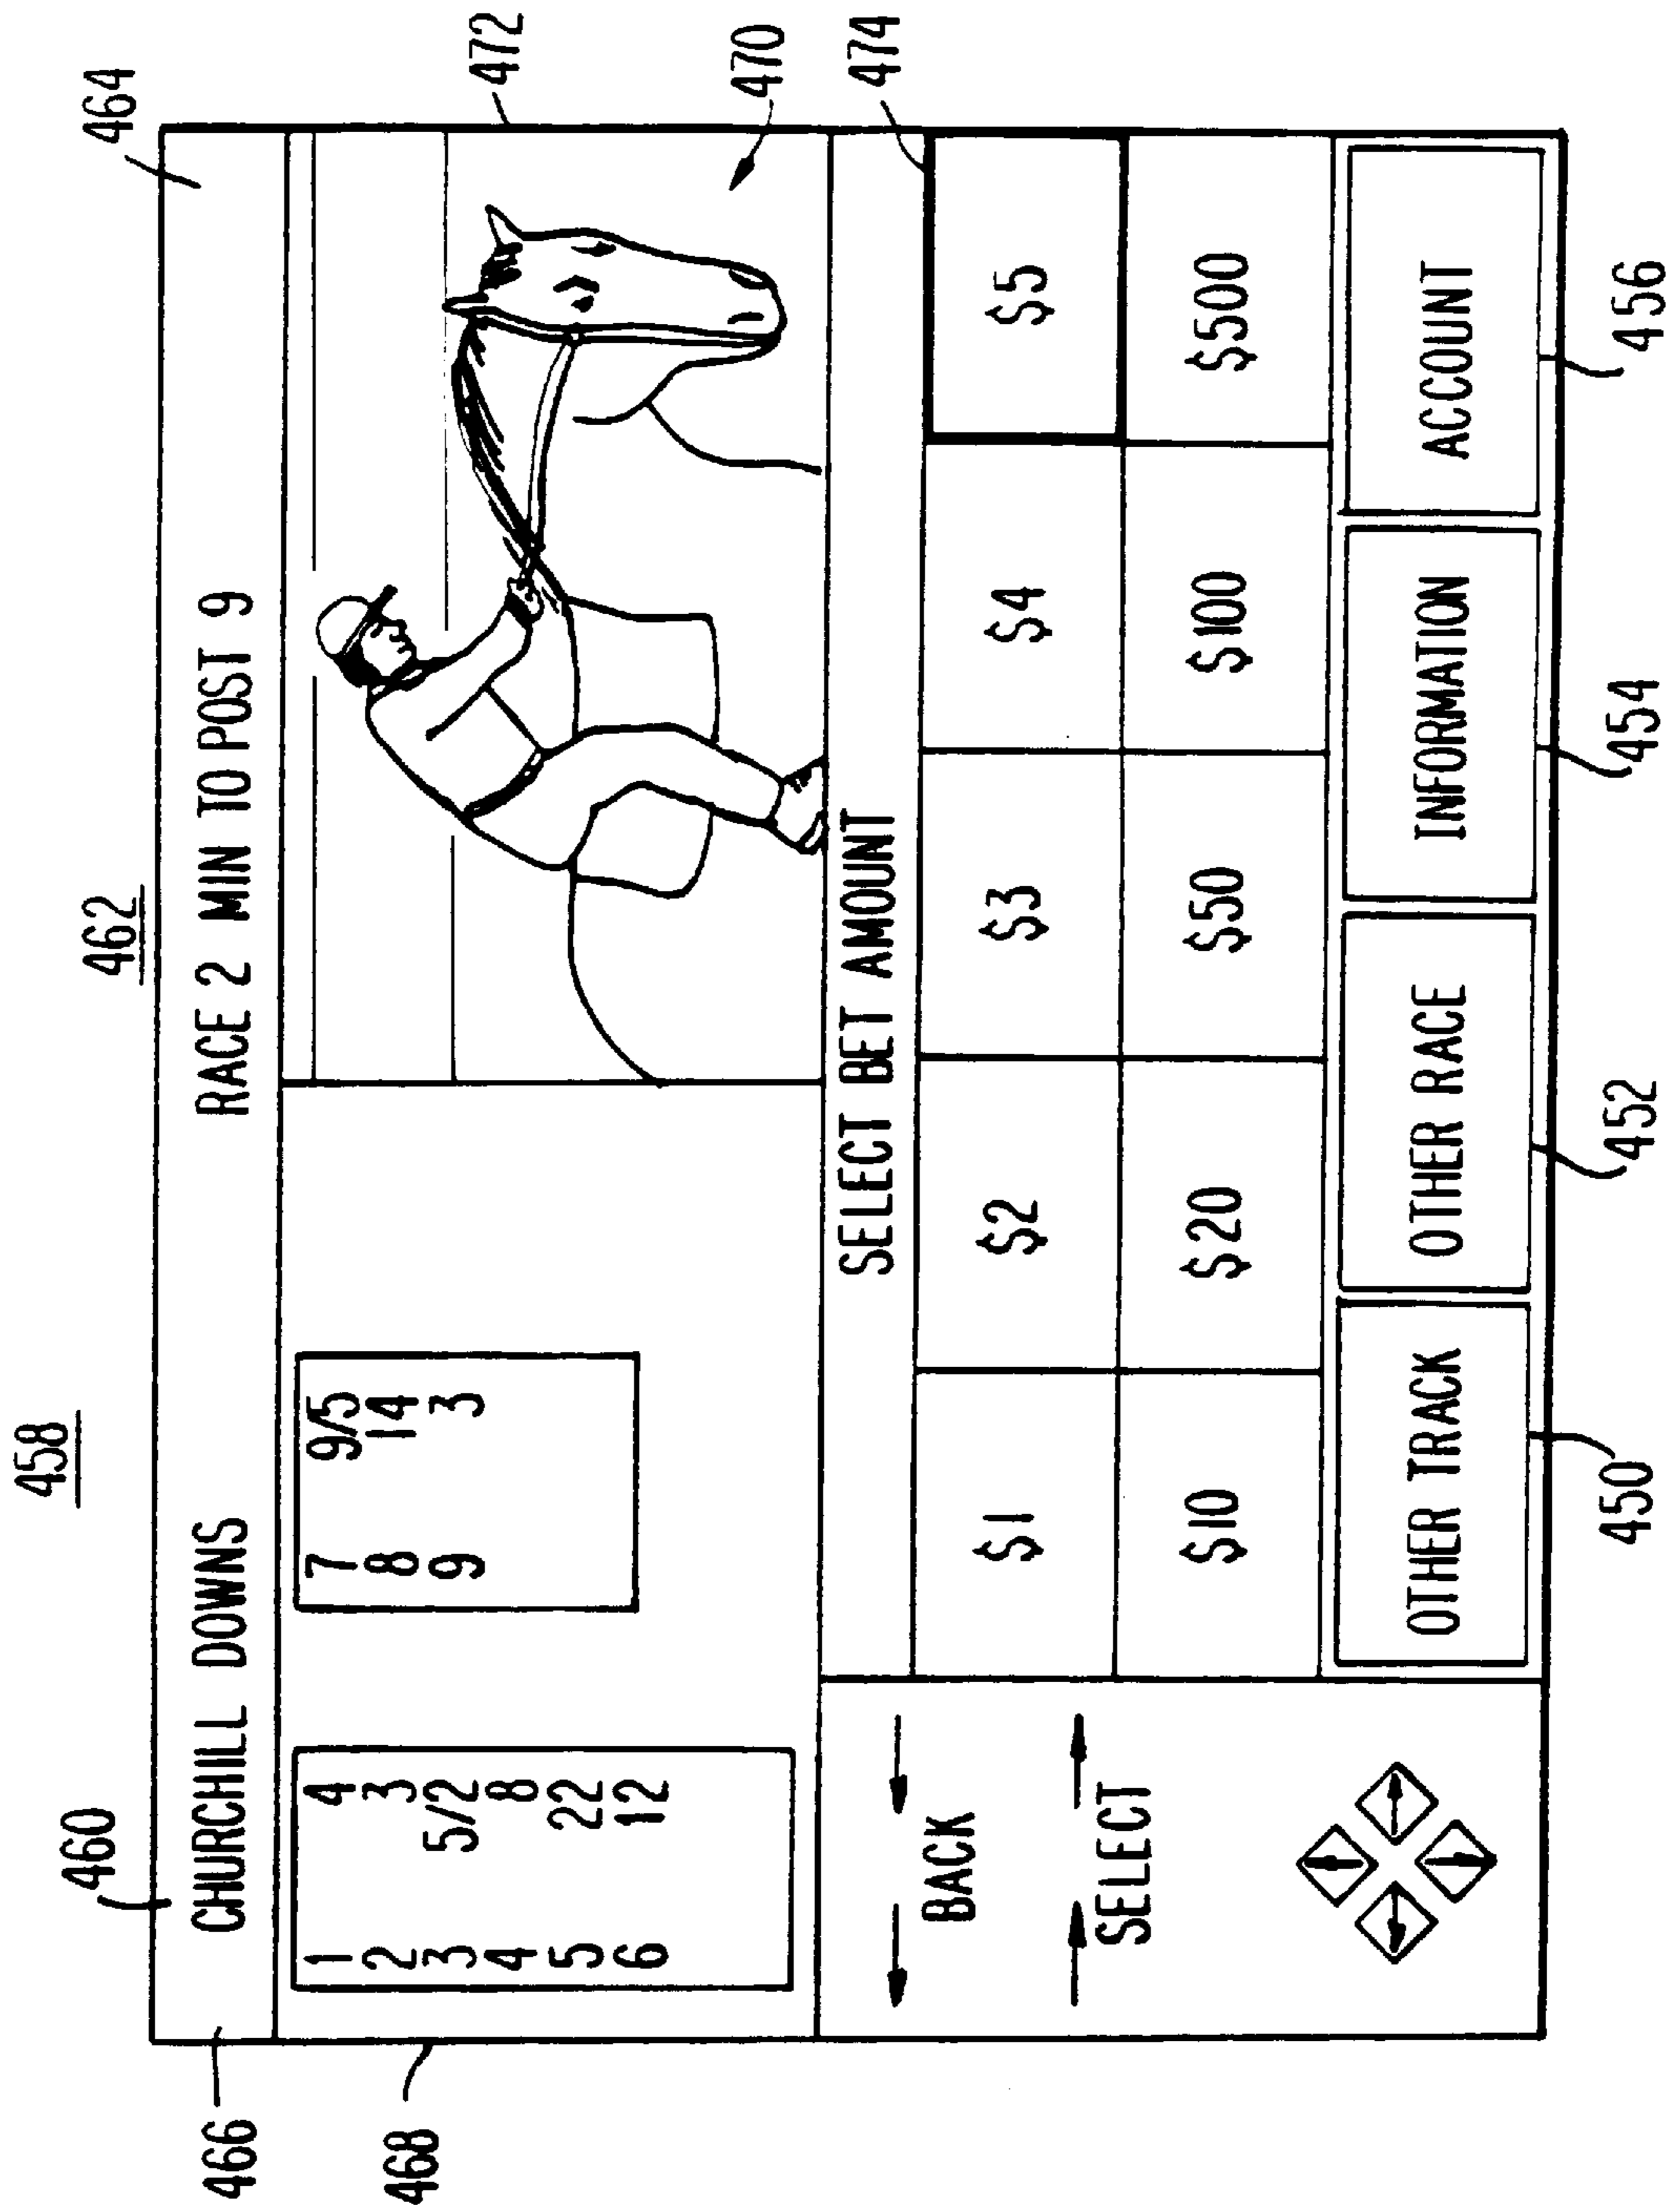 458
460
462
464
CHURCHILL DOWNS RACE 2 MIN TO POST 9
466
468
472
470
474
1 4
2 3
3 5/2
4 8
5 22
6 12
7 9/5
8 14
9 3
BACK
SELECT
SELECT BET AMOUNT
$1 $2 $3 $4 $5
$10 $20 $50 $100 $500
OTHER TRACK OTHER RACE INFORMATION ACCOUNT
450 452 454 456